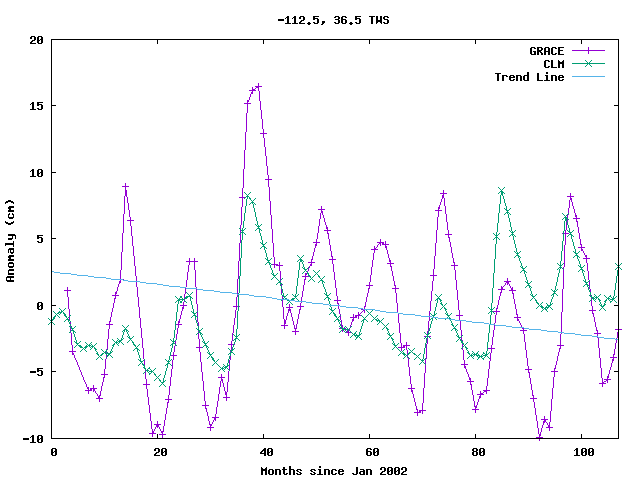 -112.5, 36.5 TWS
GRACE
CLM
Trend Line
20
15
10
5
0
-5
-10
Anomaly (cm)
0 20 40 60 80 100
Months since Jan 2002